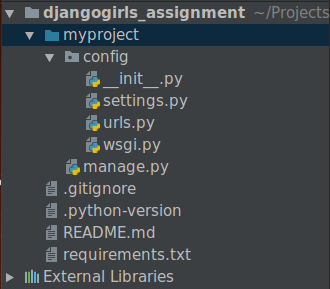 djangogirls_assignment ~/Projects
myproject
config
__init__.py
settings.py
urls.py
wsgi.py
manage.py
.gitignore
.python-version
README.md
requirements.txt
External Libraries